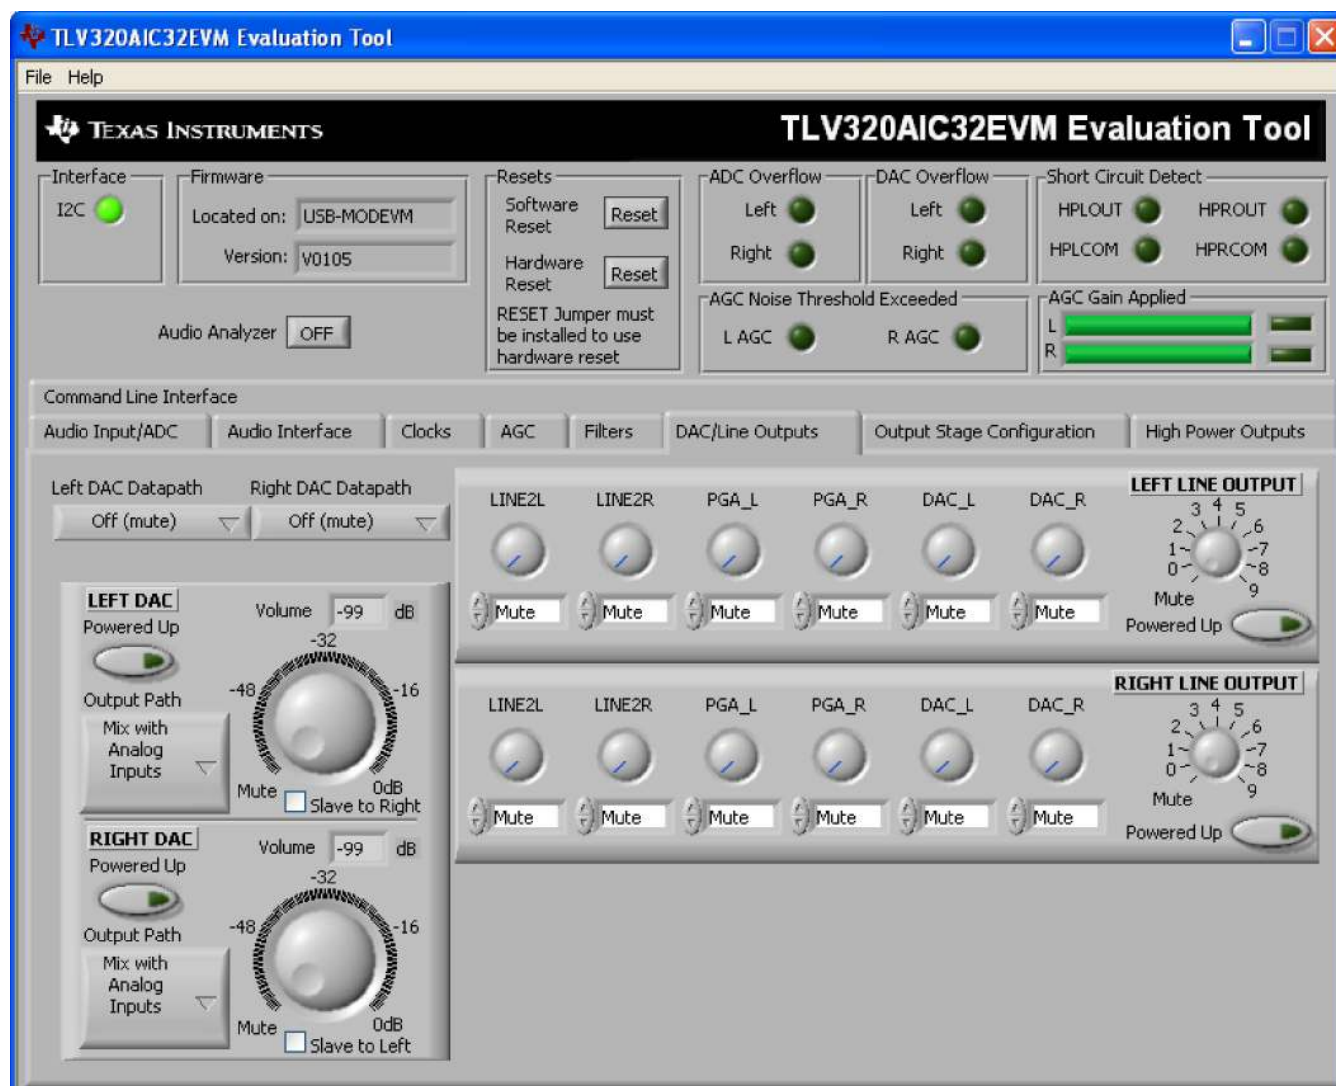 TLV320AIC32EVM Evaluation Tool
File Help
TEXAS INSTRUMENTS
TLV320AIC32EVM Evaluation Tool
Interface
I2C
Firmware
Located on: USB-MODEVM
Version: V0105
Audio Analyzer OFF
Resets
Software Reset Reset
Hardware Reset Reset
RESET Jumper must
be installed to use
hardware reset
ADC Overflow
Left
Right
DAC Overflow
Left
Right
Short Circuit Detect
HPLOUT HPROUT
HPLCOM HPRCOM
AGC Noise Threshold Exceeded
L AGC R AGC
AGC Gain Applied
L
R
Command Line Interface
Audio Input/ADC Audio Interface Clocks AGC Filters DAC/Line Outputs Output Stage Configuration High Power Outputs
Left DAC Datapath Right DAC Datapath
Off (mute) Off (mute)
LEFT DAC
Powered Up
Output Path
Mix with
Analog
Inputs
Volume -99 dB
-32
-48 -16
Mute 0dB
Slave to Right
RIGHT DAC
Powered Up
Output Path
Mix with
Analog
Inputs
Volume -99 dB
-32
-48 -16
Mute 0dB
Slave to Left
LINE2L LINE2R PGA_L PGA_R DAC_L DAC_R
Mute Mute Mute Mute Mute Mute
LEFT LINE OUTPUT
3 4 5
2 6
1 7
0 8
Mute 9
Powered Up
LINE2L LINE2R PGA_L PGA_R DAC_L DAC_R
Mute Mute Mute Mute Mute Mute
RIGHT LINE OUTPUT
3 4 5
2 6
1 7
0 8
Mute 9
Powered Up